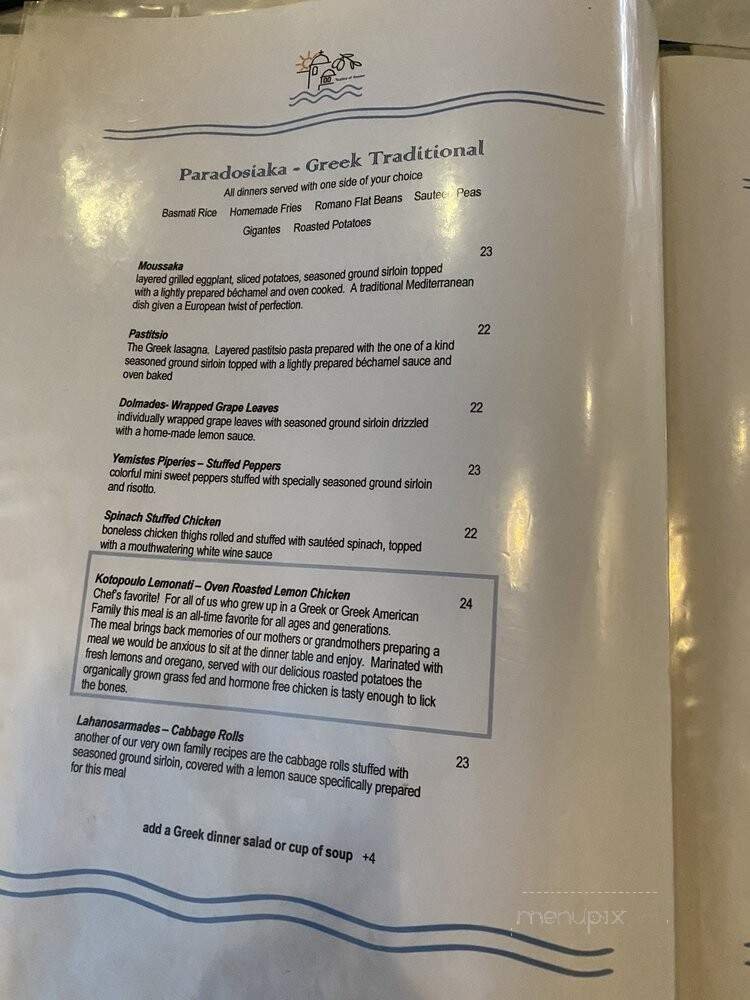 Paradosiaka - Greek Traditional
All dinners served with one side of your choice
Basmati Rice Homemade Fries Romano Flat Beans Sautee Peas
Gigantes Roasted Potatoes
Moussaka 23
layered grilled eggplant, sliced potatoes, seasoned ground sirloin topped
with a lightly prepared béchamel and oven cooked. A traditional Mediterranean
dish given a European twist of perfection.
Pastitsio 22
The Greek lasagna. Layered pastitsio pasta prepared with the one of a kind
seasoned ground sirloin topped with a lightly prepared béchamel sauce and
oven baked
Dolmades- Wrapped Grape Leaves 22
individually wrapped grape leaves with seasoned ground sirloin drizzled
with a home-made lemon sauce.
Yemistes Piperies – Stuffed Peppers 23
colorful mini sweet peppers stuffed with specially seasoned ground sirloin
and risotto.
Spinach Stuffed Chicken 22
boneless chicken thighs rolled and stuffed with sautéed spinach, topped
with a mouthwatering white wine sauce
Kotopoulo Lemonati – Oven Roasted Lemon Chicken 24
Chef's favorite! For all of us who grew up in a Greek or Greek American
Family this meal is an all-time favorite for all ages and generations.
The meal brings back memories of our mothers or grandmothers preparing a
meal we would be anxious to sit at the dinner table and enjoy. Marinated with
fresh lemons and oregano, served with our delicious roasted potatoes the
organically grown grass fed and hormone free chicken is tasty enough to lick
the bones.
Lahanosarmades – Cabbage Rolls 23
another of our very own family recipes are the cabbage rolls stuffed with
seasoned ground sirloin, covered with a lemon sauce specifically prepared
for this meal
add a Greek dinner salad or cup of soup +4
menupix